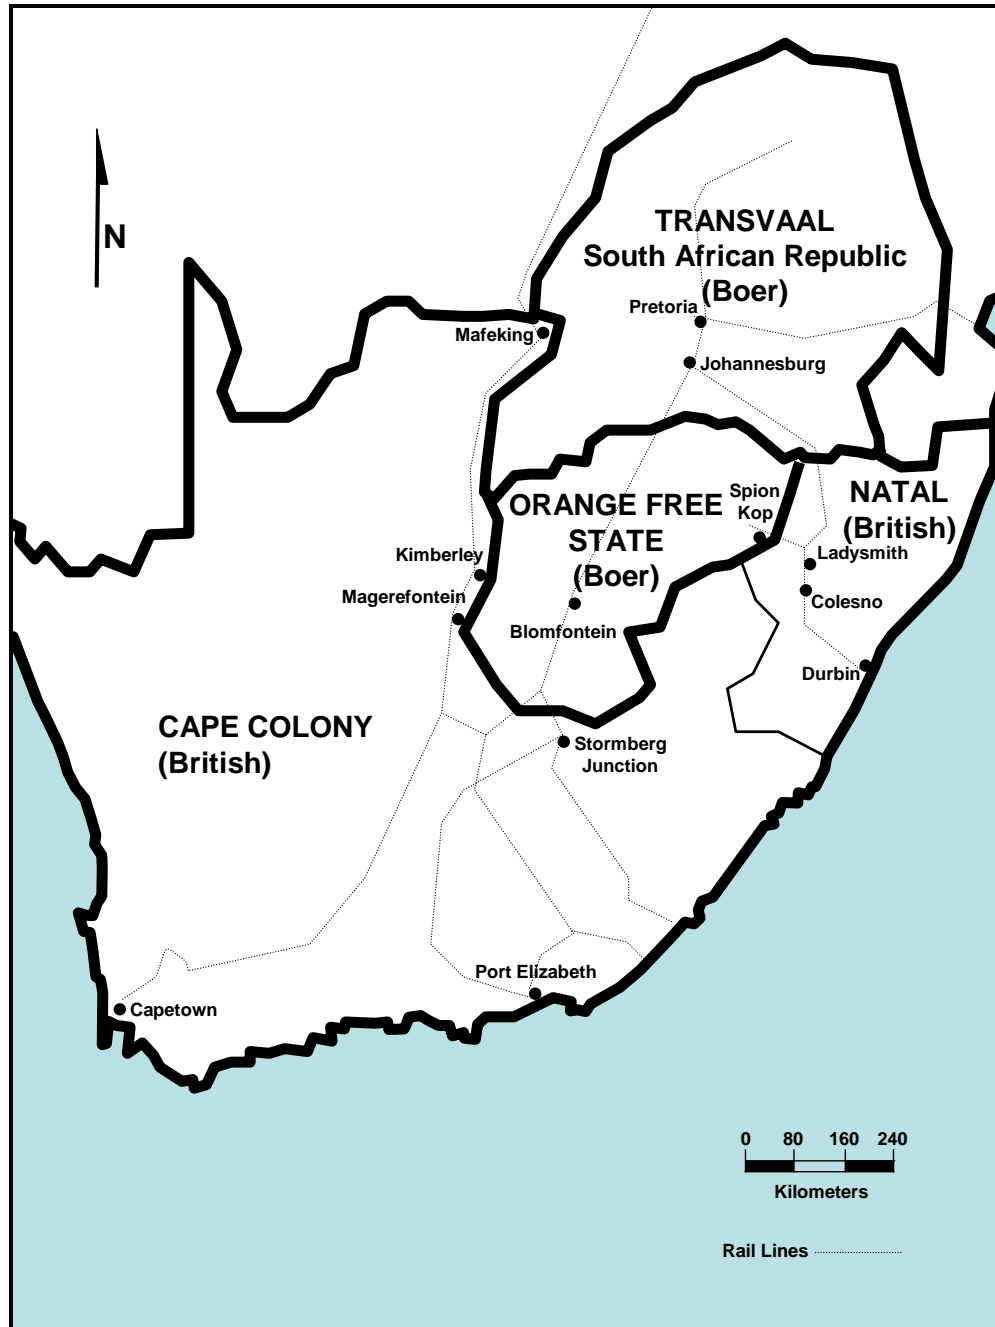 N
TRANSVAAL
South African Republic
(Boer)
Pretoria
Mafeking
Johannesburg
ORANGE FREE
STATE
(Boer)
Spion
Kop
NATAL
(British)
Kimberley
Ladysmith
Magerefontein
Colesno
Blomfontein
Durbin
CAPE COLONY
(British)
Stormberg
Junction
Port Elizabeth
Capetown
0 80 160 240
Kilometers
Rail Lines